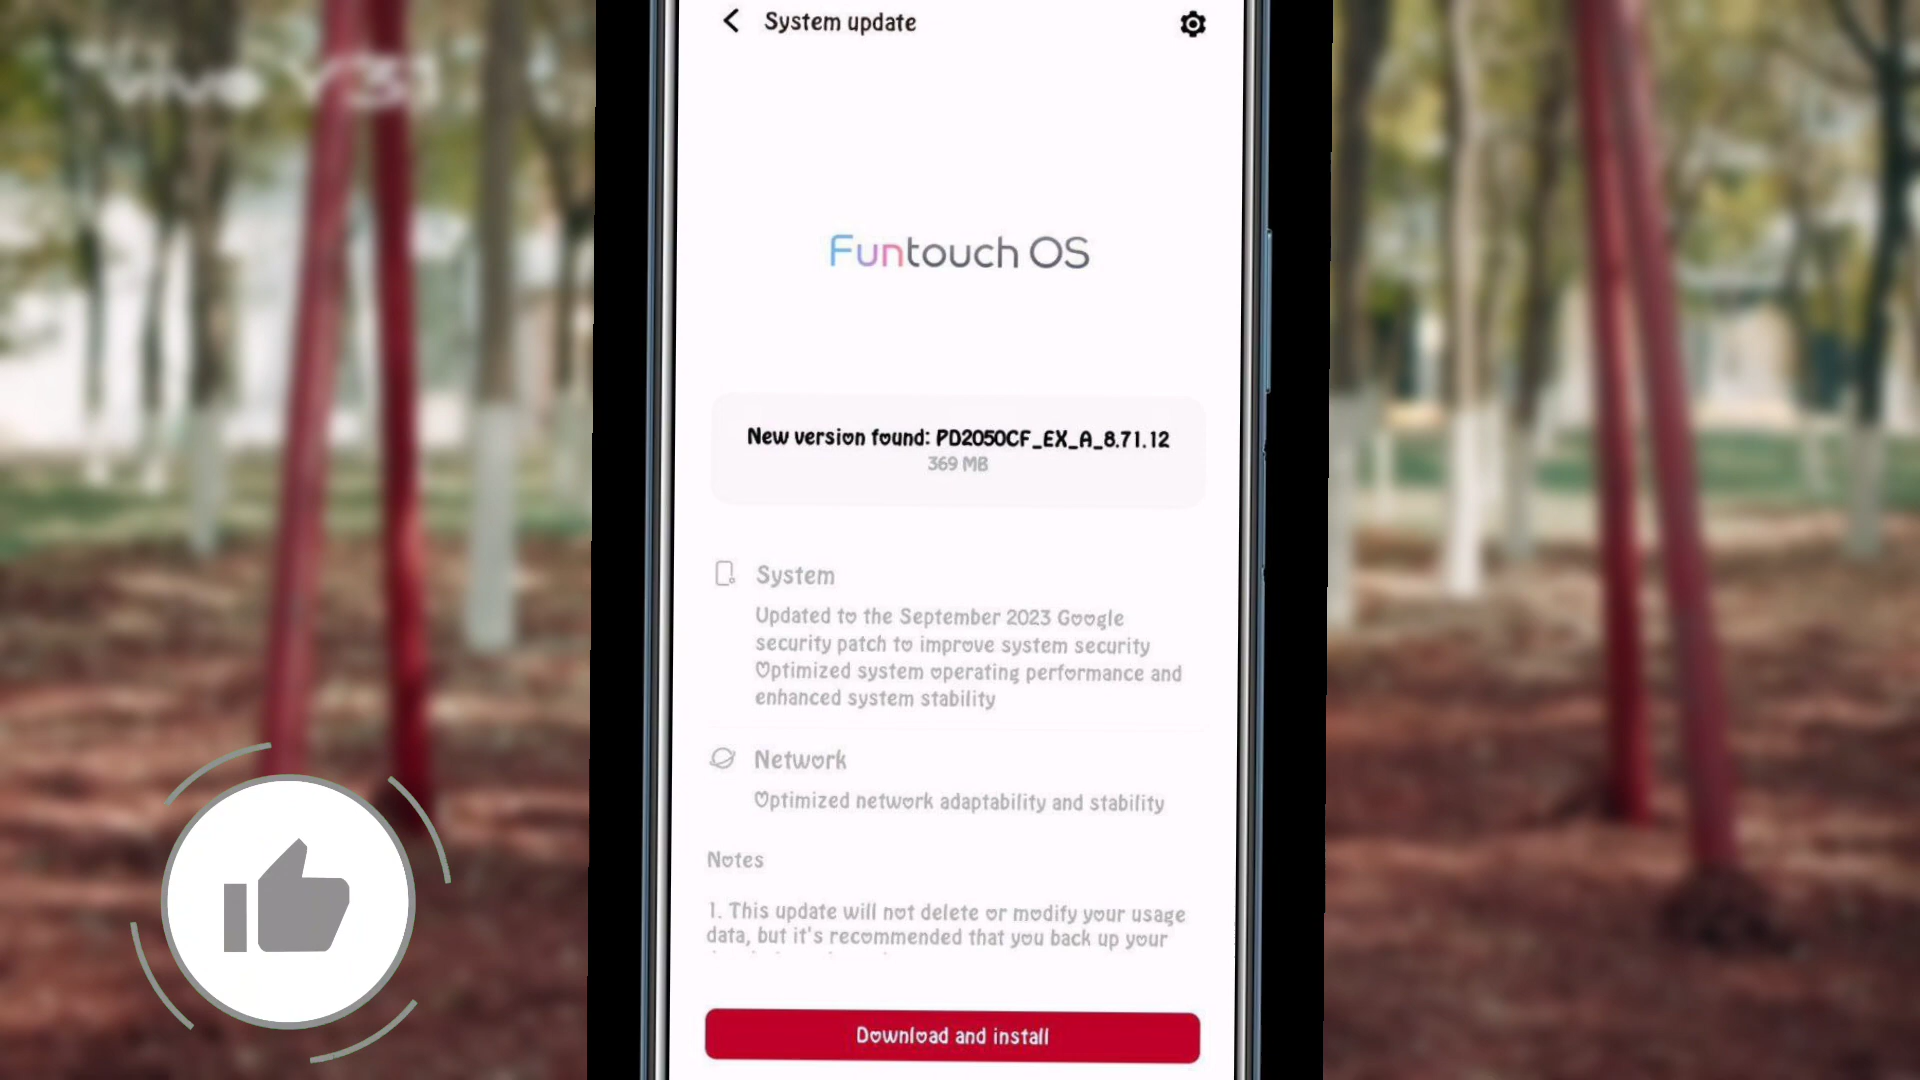 vivo Y31
System update
Funtouch OS
New version found: PD2050CF_EX_A_8.71.12
369 MB
System
Updated to the September 2023 Google
security patch to improve system security
Optimized system operating performance and
enhanced system stability
Network
Optimized network adaptability and stability
Notes
1. This update will not delete or modify your usage
data, but it's recommended that you back up your
Download and install